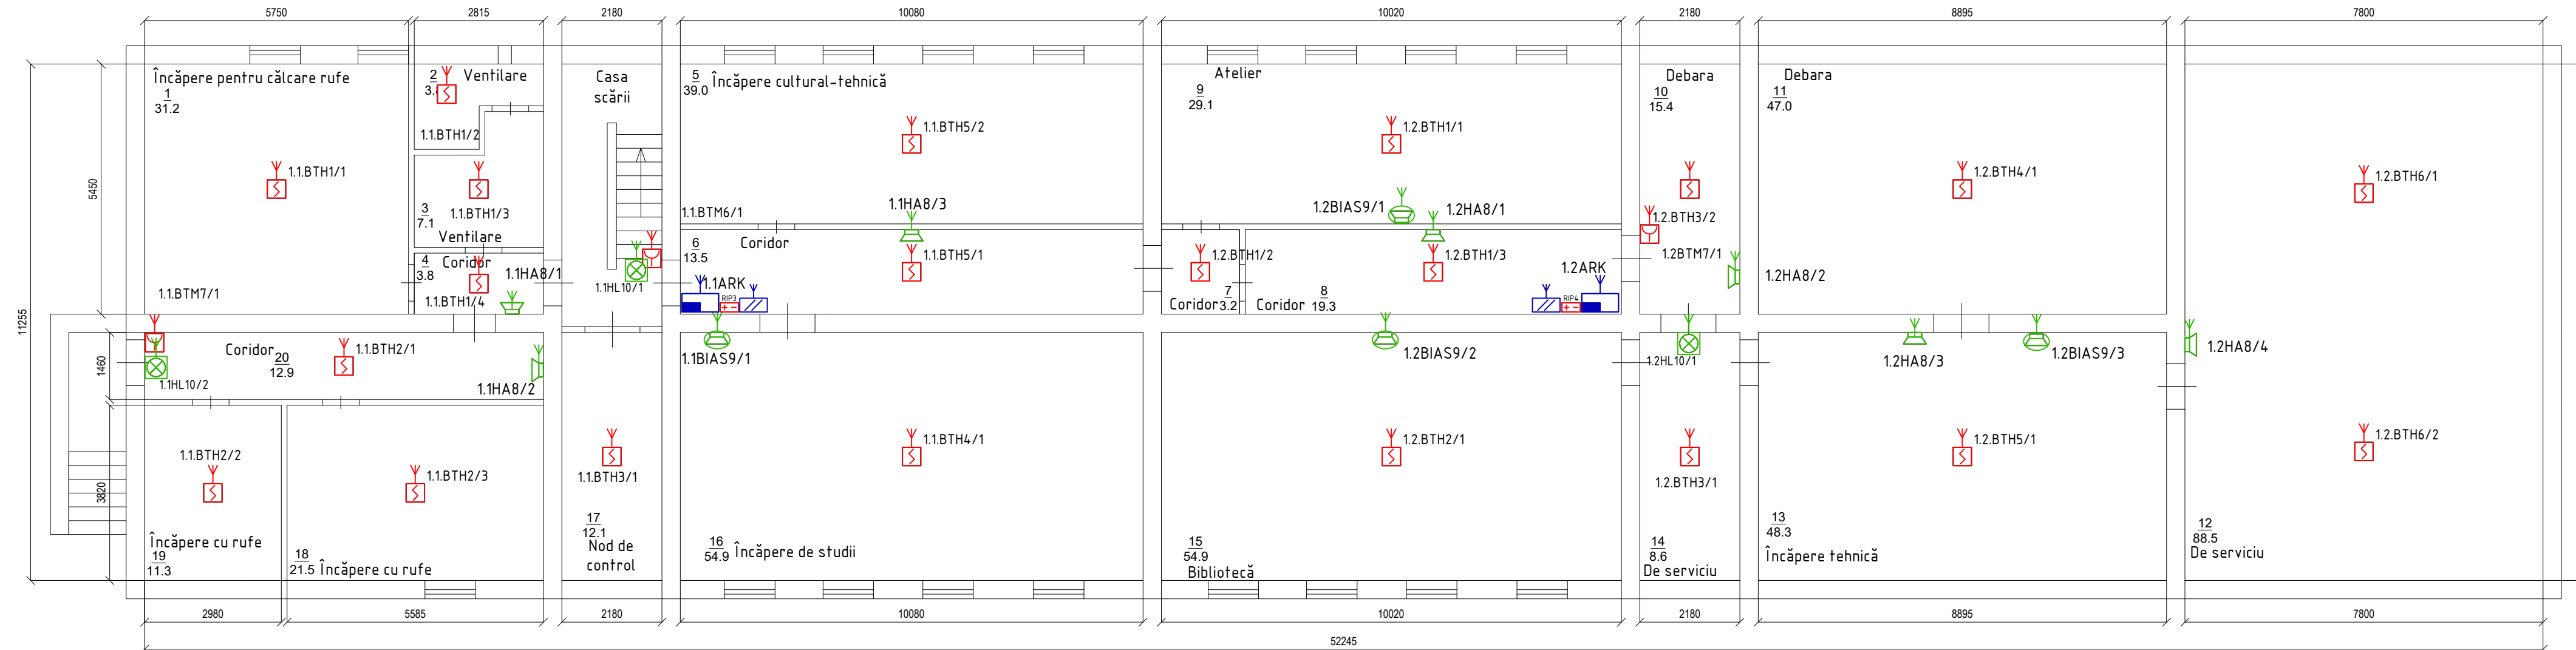 5750
2815
2180
10080
10020
2180
8895
7800
Încăpere pentru călcare rufe
1
31.2
2
3.
Ventilare
Casa
scării
5
39.0
Încăpere cultural-tehnică
Atelier
9
29.1
Debara
10
15.4
Debara
11
47.0
1.1.BTH1/2
1.1.BTH5/2
1.2.BTH1/1
1.1.BTH1/1
1.2.BTH4/1
1.2.BTH6/1
5450
11255
3
7.1
1.1.BTH1/3
Ventilare
1.1.BTM6/1
1.1HA8/3
1.2BIAS9/1
1.2HA8/1
1.2.BTH3/2
4
3.8
Coridor
1.1HA8/1
1.1.BTH1/4
1.1HL10/1
6
13.5
Coridor
1.1.BTH5/1
1.2.BTH1/2
1.2.BTH1/3
1.2BTM7/1
1.2HA8/2
1.1.BTM7/1
1.1ARK
RIP3
Coridor
7
3.2
Coridor
8
19.3
1.2ARK
RIP4
1460
Coridor
20
12.9
1.1.BTH2/1
1.1HL10/2
1.1HA8/2
1.1BIAS9/1
1.2BIAS9/2
1.2HL10/1
1.2HA8/3
1.2BIAS9/3
1.2HA8/4
3820
1.1.BTH2/2
1.1.BTH2/3
1.1.BTH3/1
1.1.BTH4/1
1.2.BTH2/1
1.2.BTH3/1
1.2.BTH5/1
1.2.BTH6/2
Încăpere cu rufe
19
11.3
18
21.5
Încăpere cu rufe
17
12.1
Nod de
control
16
54.9
Încăpere de studii
15
54.9
Bibliotecă
14
8.6
De serviciu
13
48.3
Încăpere tehnică
12
88.5
De serviciu
2980
5585
2180
10080
10020
2180
8895
7800
52245